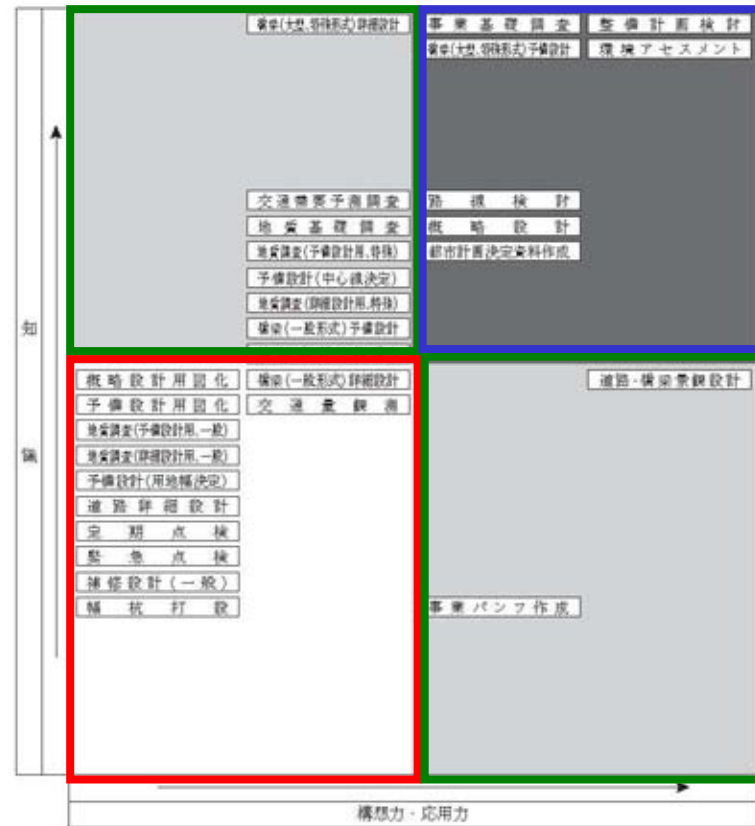 橋梁(大型、特殊形式)詳細設計
事業基礎調査
整備計画検討
橋梁(大型、特殊形式)予備設計
環境アセスメント
交通需要予測調査
地質基礎調査
地質調査(予備設計用、特殊)
予備設計(中心線決定)
地質調査(詳細設計用、特殊)
橋梁(一般形式)予備設計
路線検討
概略設計
都市計画決定資料作成
知識
概略設計用図化
予備設計用図化
地質調査(予備設計用、一般)
地質調査(詳細設計用、一般)
予備設計(用地幅決定)
道路詳細設計
定期点検
緊急点検
補修設計(一般)
幅杭打設
橋梁(一般形式)詳細設計
交通量観測
道路・橋梁景観設計
事業パンフ作成
構想力・応用力